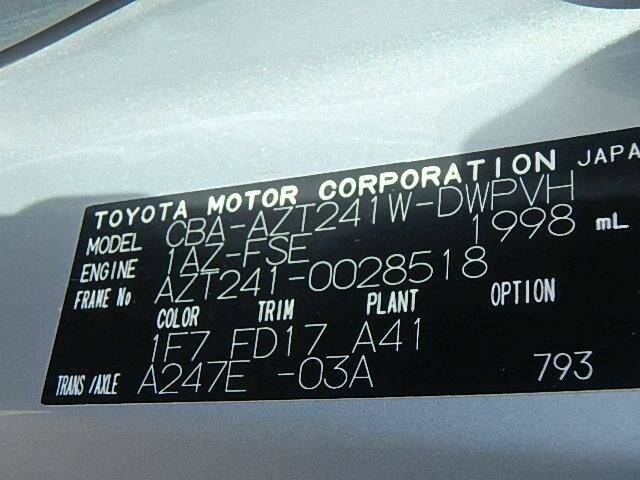 TOYOTA MOTOR CORPORATION JAPA
MODEL CBA-AZT241W-DWPVH
ENGINE 1AZ-FSE 1998 mL
FRAME No AZT241-0028518
COLOR TRIM PLANT OPTION
1F7 FD17 A41
TRANS/AXLE A247E -03A 793